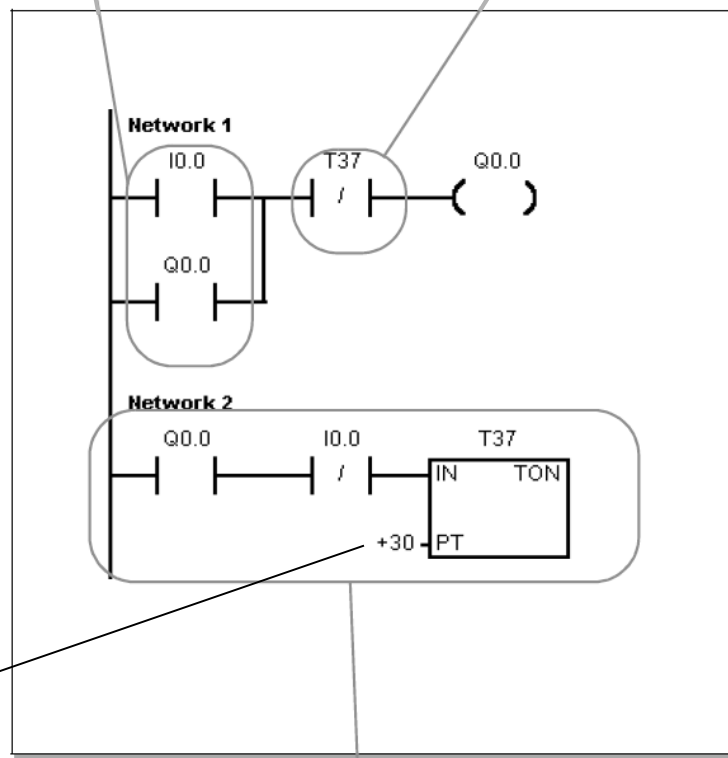 Network 1
I0.0 T37 Q0.0
/
Q0.0
Network 2
Q0.0 I0.0 T37
/ IN TON
+30 PT